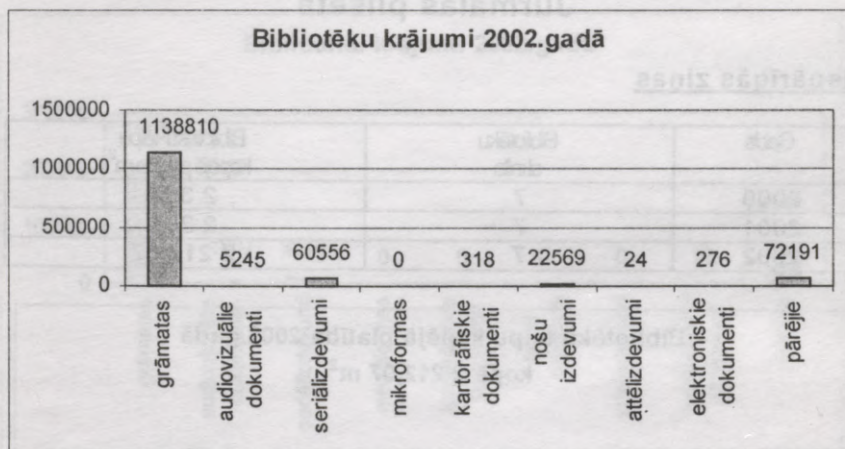 Bibliotēku krājumi 2002.gadā
1500000
1000000
500000
0
1138810
5245
60556
0
318
22569
24
276
72191
grāmatas
audiovizuālie
dokumenti
seriālizdevumi
mikroformas
kartorāfiskie
dokumenti
nošu
izdevumi
attēlizdevumi
elektroniskie
dokumenti
pārējie